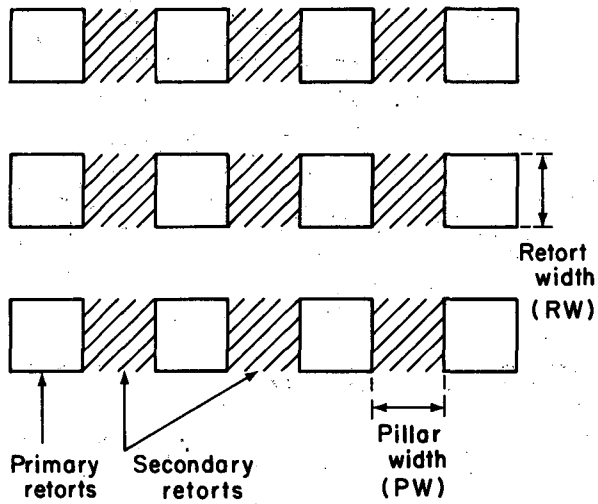 Retort
width
(RW)
Pillar
width
(PW)
Primary
retorts
Secondary
retorts